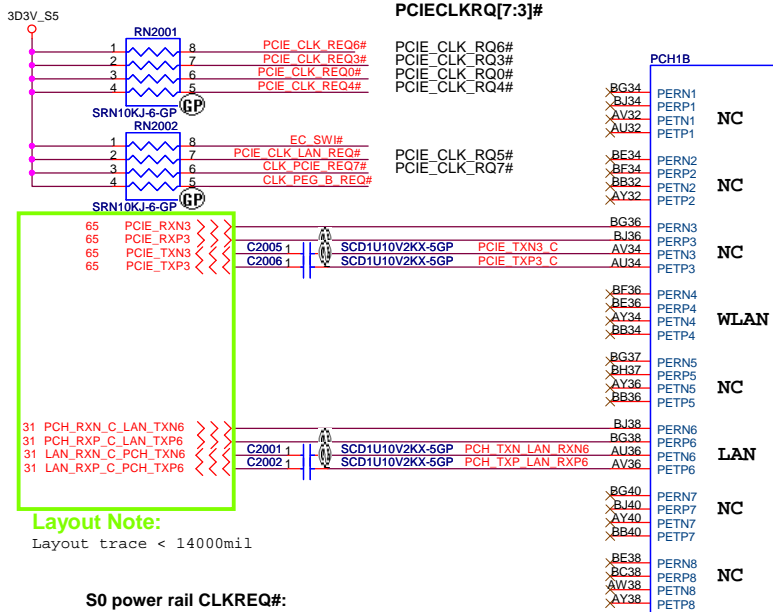 PCIECLKRQ[7:3]#
3D3V_S5
RN2001
1 8 PCIE_CLK_REQ6# PCIE_CLK_RQ6#
2 7 PCIE_CLK_REQ3# PCIE_CLK_RQ3#
3 6 PCIE_CLK_REQ0# PCIE_CLK_RQ0#
4 5 PCIE_CLK_REQ4# PCIE_CLK_RQ4#
SRN10KJ-6-GP
GP
RN2002
1 8 EC_SWI#
2 7 PCIE_CLK_LAN_REQ# PCIE_CLK_RQ5#
3 6 CLK_PCIE_REQ7# PCIE_CLK_RQ7#
4 5 CLK_PEG_B_REQ#
SRN10KJ-6-GP
GP
PCH1B
BG34 PERN1
BJ34 PERP1
AV32 PETN1
AU32 PETP1
NC
BE34 PERN2
BF34 PERP2
BB32 PETN2
AY32 PETP2
NC
65 PCIE_RXN3 BG36 PERN3
65 PCIE_RXP3 BJ36 PERP3
65 PCIE_TXN3 C2005 1 SCD1U10V2KX-5GP PCIE_TXN3_C AV34 PETN3
65 PCIE_TXP3 C2006 1 SCD1U10V2KX-5GP PCIE_TXP3_C AU34 PETP3
NC
BF36 PERN4
BE36 PERP4
AY34 PETN4
BB34 PETP4
WLAN
BG37 PERN5
BH37 PERP5
AY36 PETN5
BB36 PETP5
NC
31 PCH_RXN_C_LAN_TXN6 BJ38 PERN6
31 PCH_RXP_C_LAN_TXP6 BG38 PERP6
31 LAN_RXN_C_PCH_TXN6 C2001 1 SCD1U10V2KX-5GP PCH_TXN_LAN_RXN6 AU36 PETN6
31 LAN_RXP_C_PCH_TXP6 C2002 1 SCD1U10V2KX-5GP PCH_TXP_LAN_RXP6 AV36 PETP6
LAN
BG40 PERN7
BJ40 PERP7
AY40 PETN7
BB40 PETP7
NC
Layout Note:
Layout trace < 14000mil
BE38 PERN8
BC38 PERP8
AW38 PETN8
AY38 PETP8
NC
S0 power rail CLKREQ#: